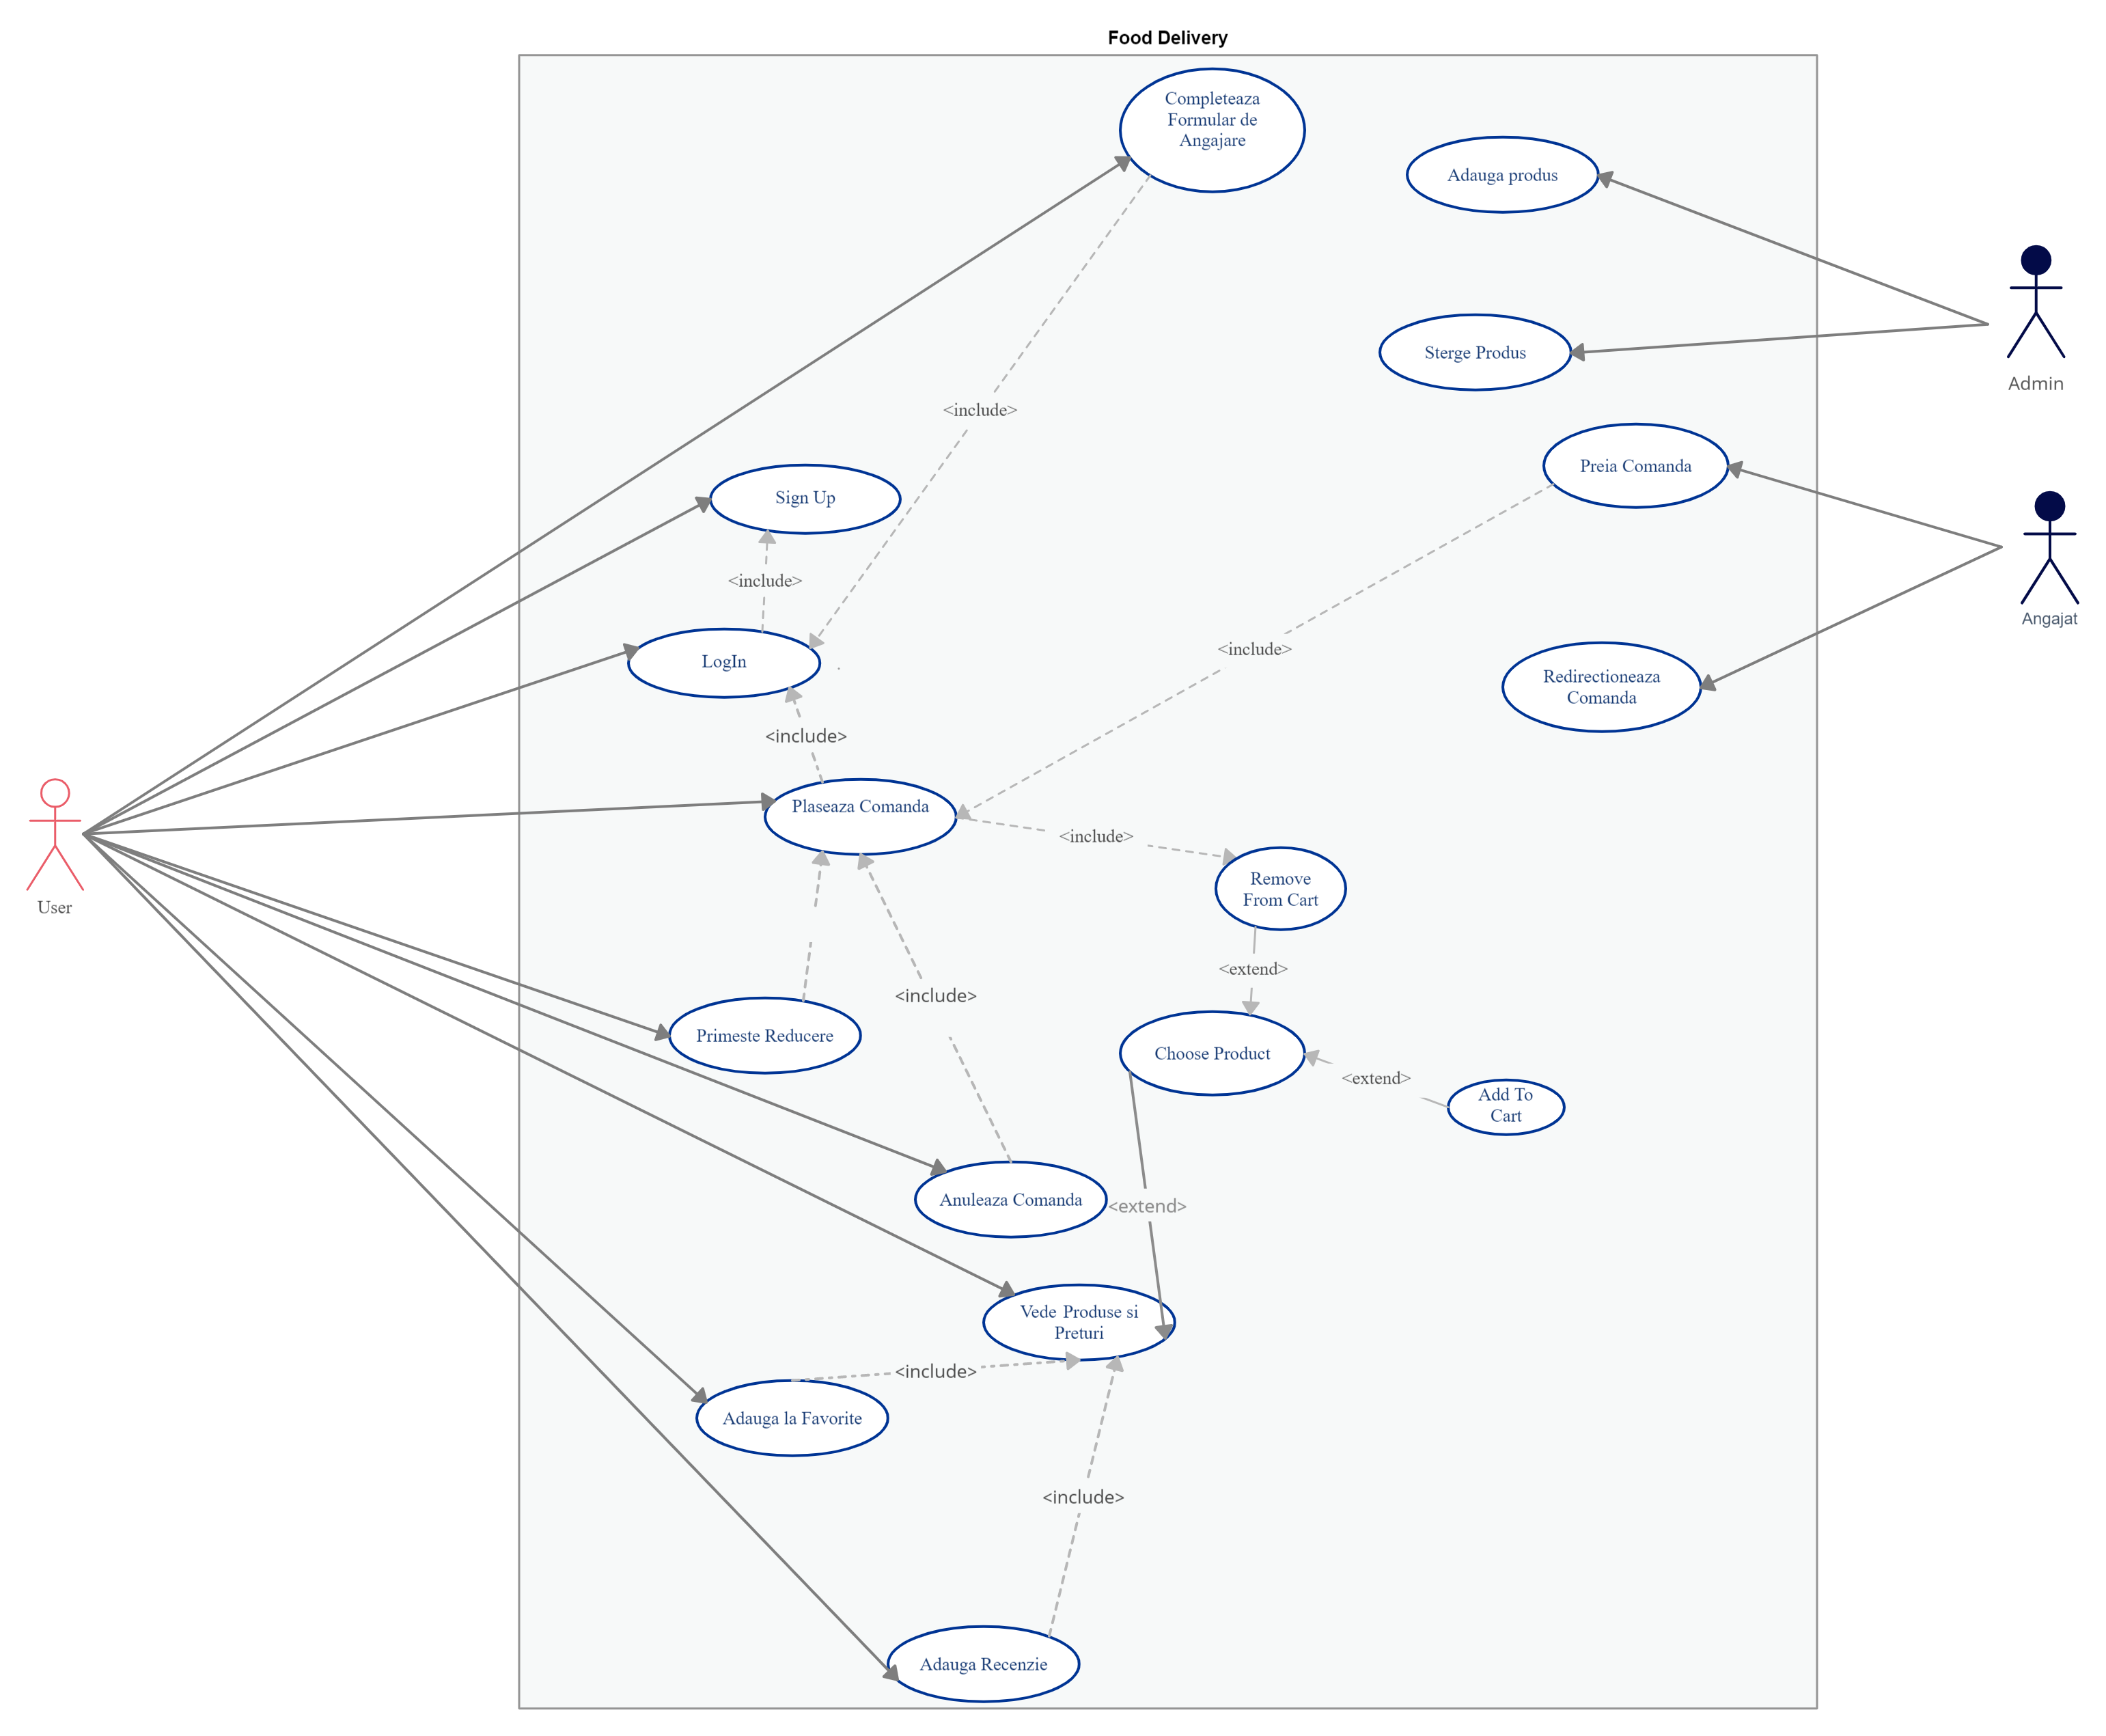 Food Delivery
Completeaza
Formular de
Angajare
Adauga produs
Sterge Produs
Admin
<include>
Preia Comanda
Sign Up
<include>
Angajat
<include>
LogIn
Redirectioneaza
Comanda
<include>
Plaseaza Comanda
<include>
Remove
From Cart
User
<extend>
<include>
Primeste Reducere
Choose Product
<extend>
Add To
Cart
Anuleaza Comanda
<extend>
Vede Produse si
Preturi
<include>
Adauga la Favorite
<include>
Adauga Recenzie